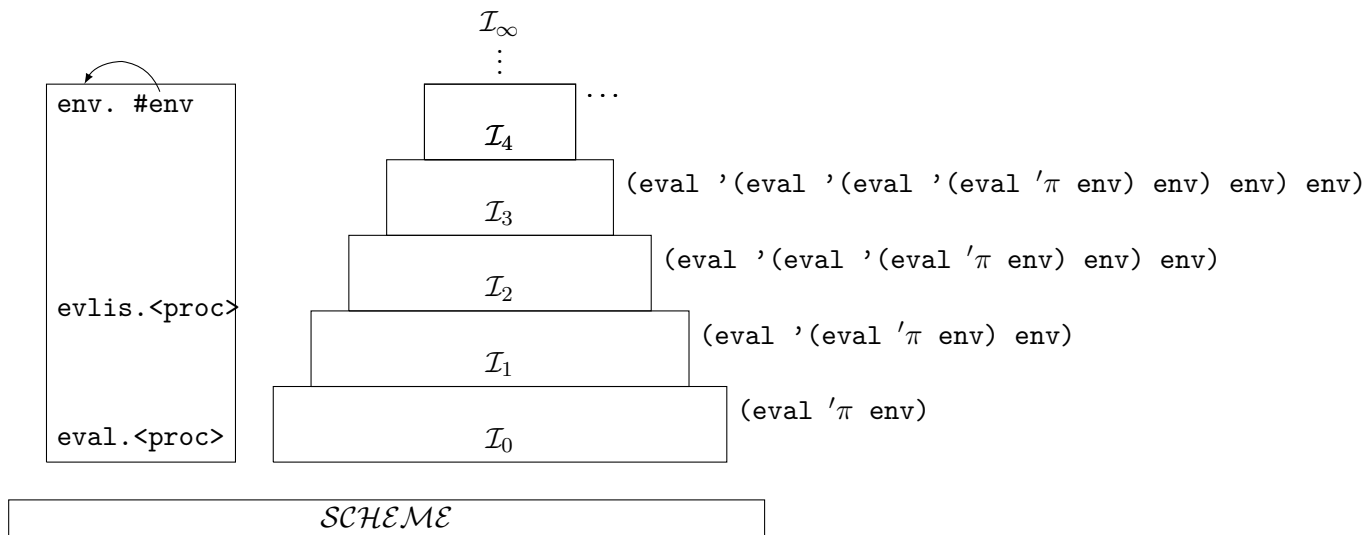 ℐ∞
⋮
env. #env
...
ℐ4
(eval ’(eval ’(eval ’(eval ′π env) env) env) env)
ℐ3
(eval ’(eval ’(eval ′π env) env) env)
ℐ2
evlis.<proc>
(eval ’(eval ′π env) env)
ℐ1
(eval ′π env)
eval.<proc>
ℐ0
SCHEME